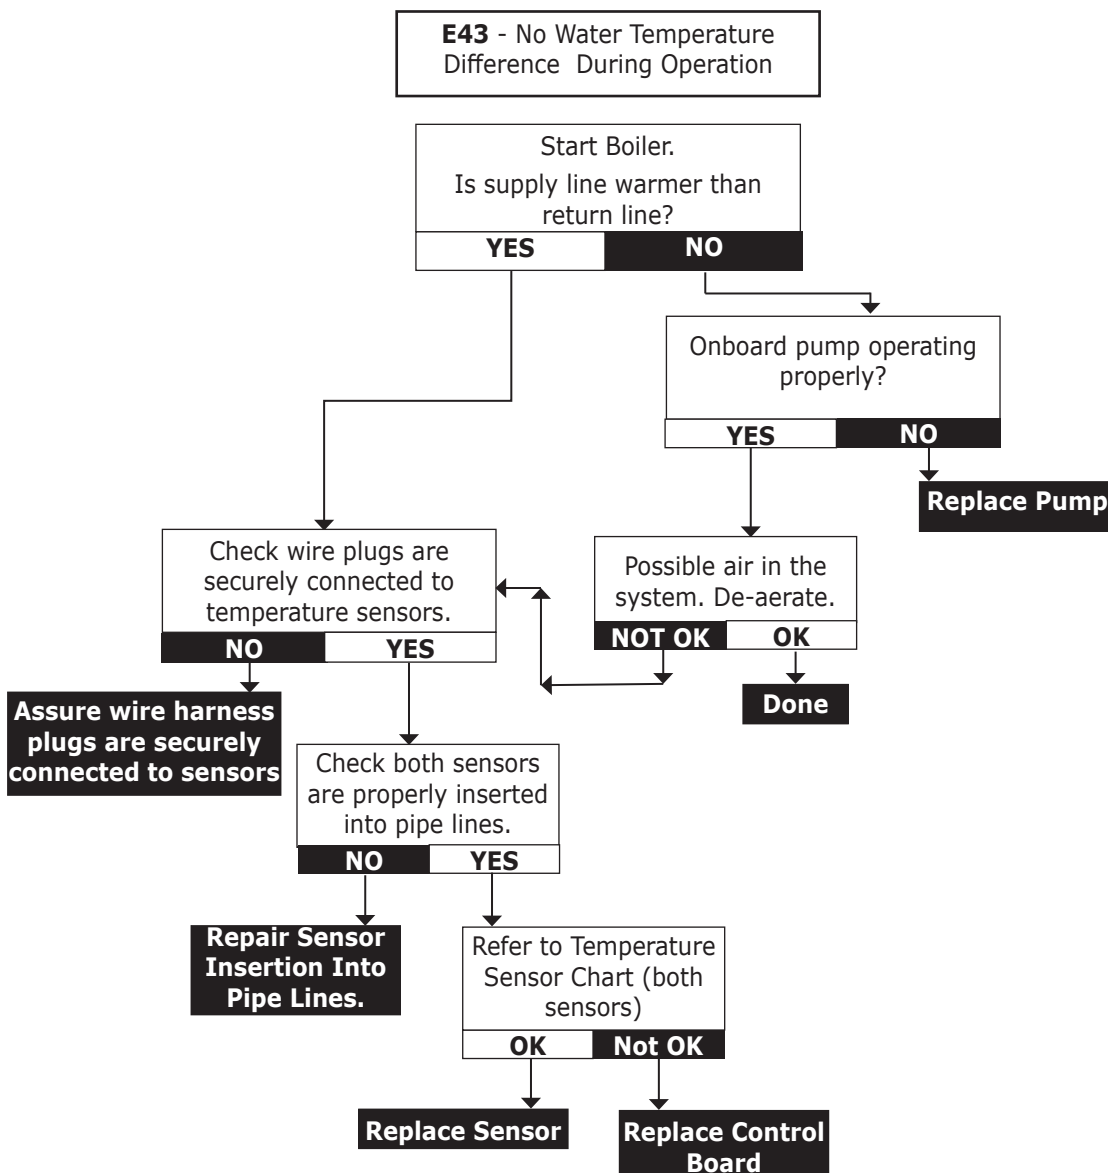 E43 - No Water Temperature
Difference During Operation
Start Boiler.
Is supply line warmer than
return line?
YES
NO
Onboard pump operating
properly?
YES
NO
Replace Pump
Check wire plugs are
securely connected to
temperature sensors.
NO
YES
Possible air in the
system. De-aerate.
NOT OK
OK
Done
Assure wire harness
plugs are securely
connected to sensors
Check both sensors
are properly inserted
into pipe lines.
NO
YES
Repair Sensor
Insertion Into
Pipe Lines.
Refer to Temperature
Sensor Chart (both
sensors)
OK
Not OK
Replace Sensor
Replace Control
Board